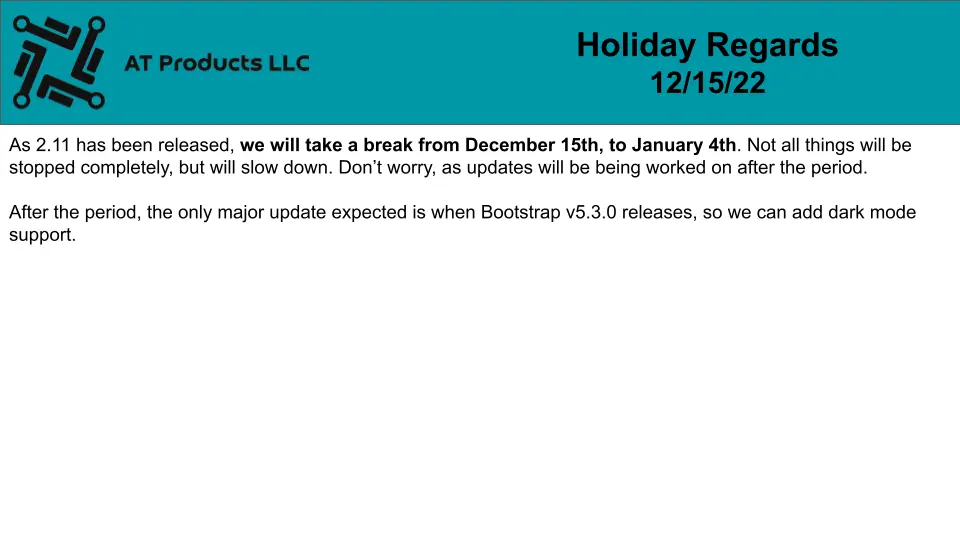 AT Products LLC
Holiday Regards
12/15/22
As 2.11 has been released, we will take a break from December 15th, to January 4th. Not all things will be
stopped completely, but will slow down. Don’t worry, as updates will be being worked on after the period.
After the period, the only major update expected is when Bootstrap v5.3.0 releases, so we can add dark mode
support.